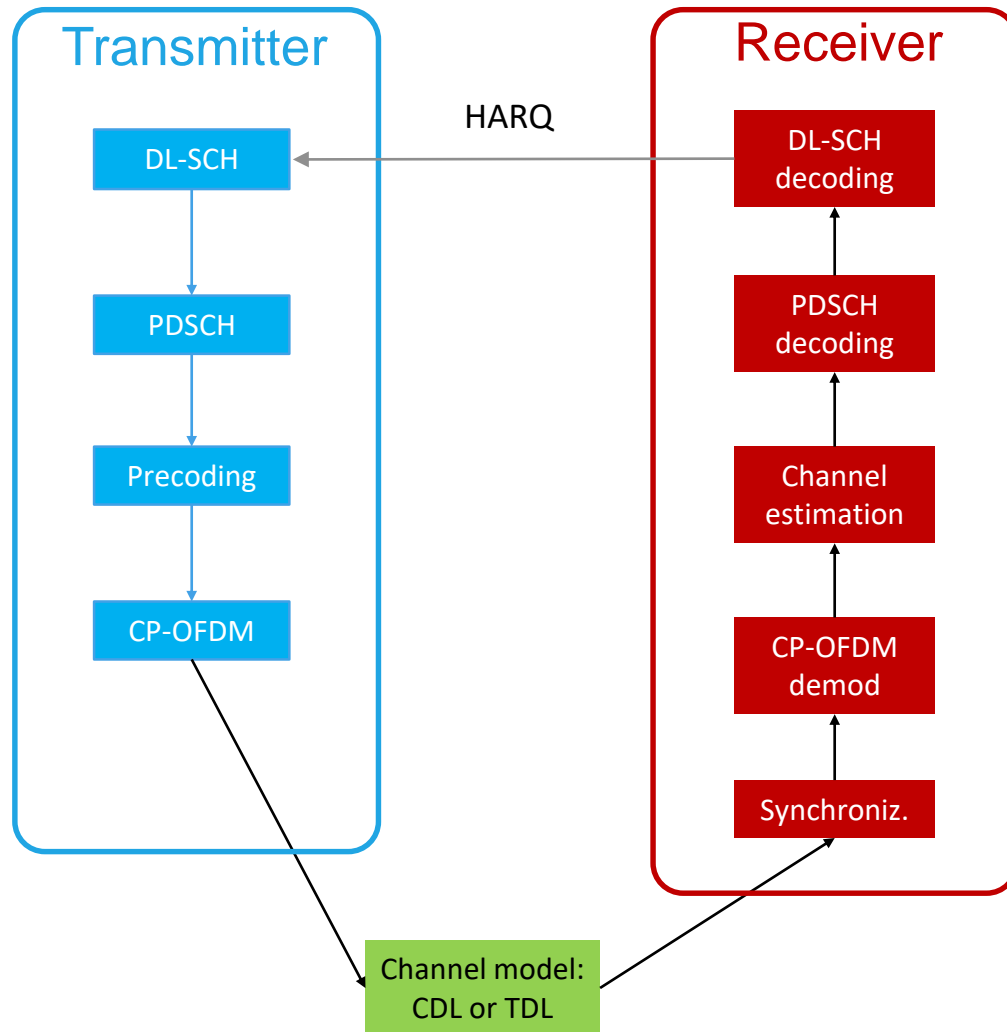 Transmitter
DL-SCH
PDSCH
Precoding
CP-OFDM
HARQ
Channel model:
CDL or TDL
Receiver
DL-SCH
decoding
PDSCH
decoding
Channel
estimation
CP-OFDM
demod
Synchroniz.